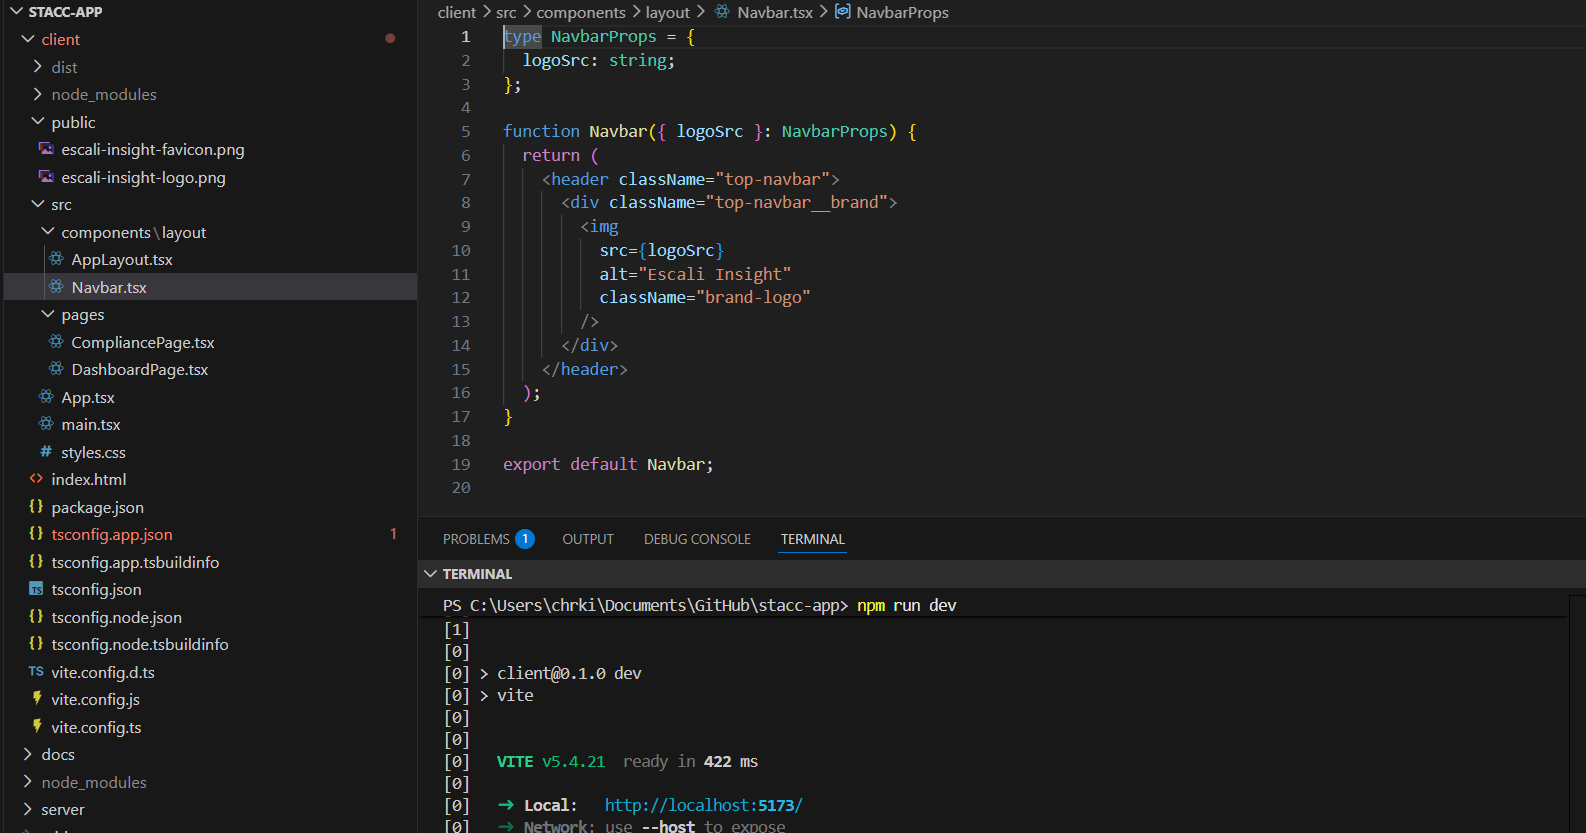 STACC-APP
client
dist
node_modules
public
escali-insight-favicon.png
escali-insight-logo.png
src
components\layout
AppLayout.tsx
Navbar.tsx
pages
CompliancePage.tsx
DashboardPage.tsx
App.tsx
main.tsx
# styles.css
<> index.html
{} package.json
{} tsconfig.app.json 1
{} tsconfig.app.tsbuildinfo
TS tsconfig.json
{} tsconfig.node.json
{} tsconfig.node.tsbuildinfo
TS vite.config.d.ts
vite.config.js
vite.config.ts
docs
node_modules
server
client > src > components > layout > Navbar.tsx > NavbarProps
1 type NavbarProps = {
2 logoSrc: string;
3 };
4
5 function Navbar({ logoSrc }: NavbarProps) {
6 return (
7 <header className="top-navbar">
8 <div className="top-navbar__brand">
9 <img
10 src={logoSrc}
11 alt="Escali Insight"
12 className="brand-logo"
13 />
14 </div>
15 </header>
16 );
17 }
18
19 export default Navbar;
20
PROBLEMS 1 OUTPUT DEBUG CONSOLE TERMINAL
TERMINAL
PS C:\Users\chrki\Documents\GitHub\stacc-app> npm run dev
[1]
[0]
[0] > client@0.1.0 dev
[0] > vite
[0]
[0]
[0] VITE v5.4.21 ready in 422 ms
[0]
[0] ➜ Local: http://localhost:5173/
[0] ➜ Network: use --host to expose